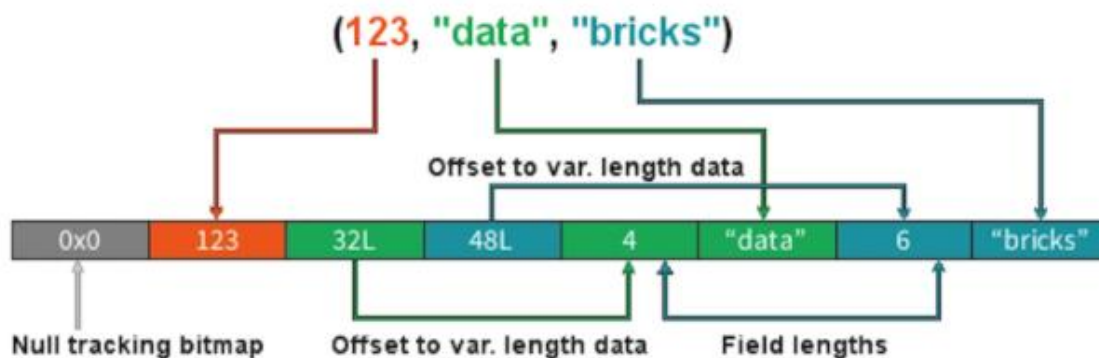 (123, "data", "bricks")
Offset to var. length data
0x0 123 32L 48L 4 “data” 6 “bricks”
Null tracking bitmap Offset to var. length data Field lengths